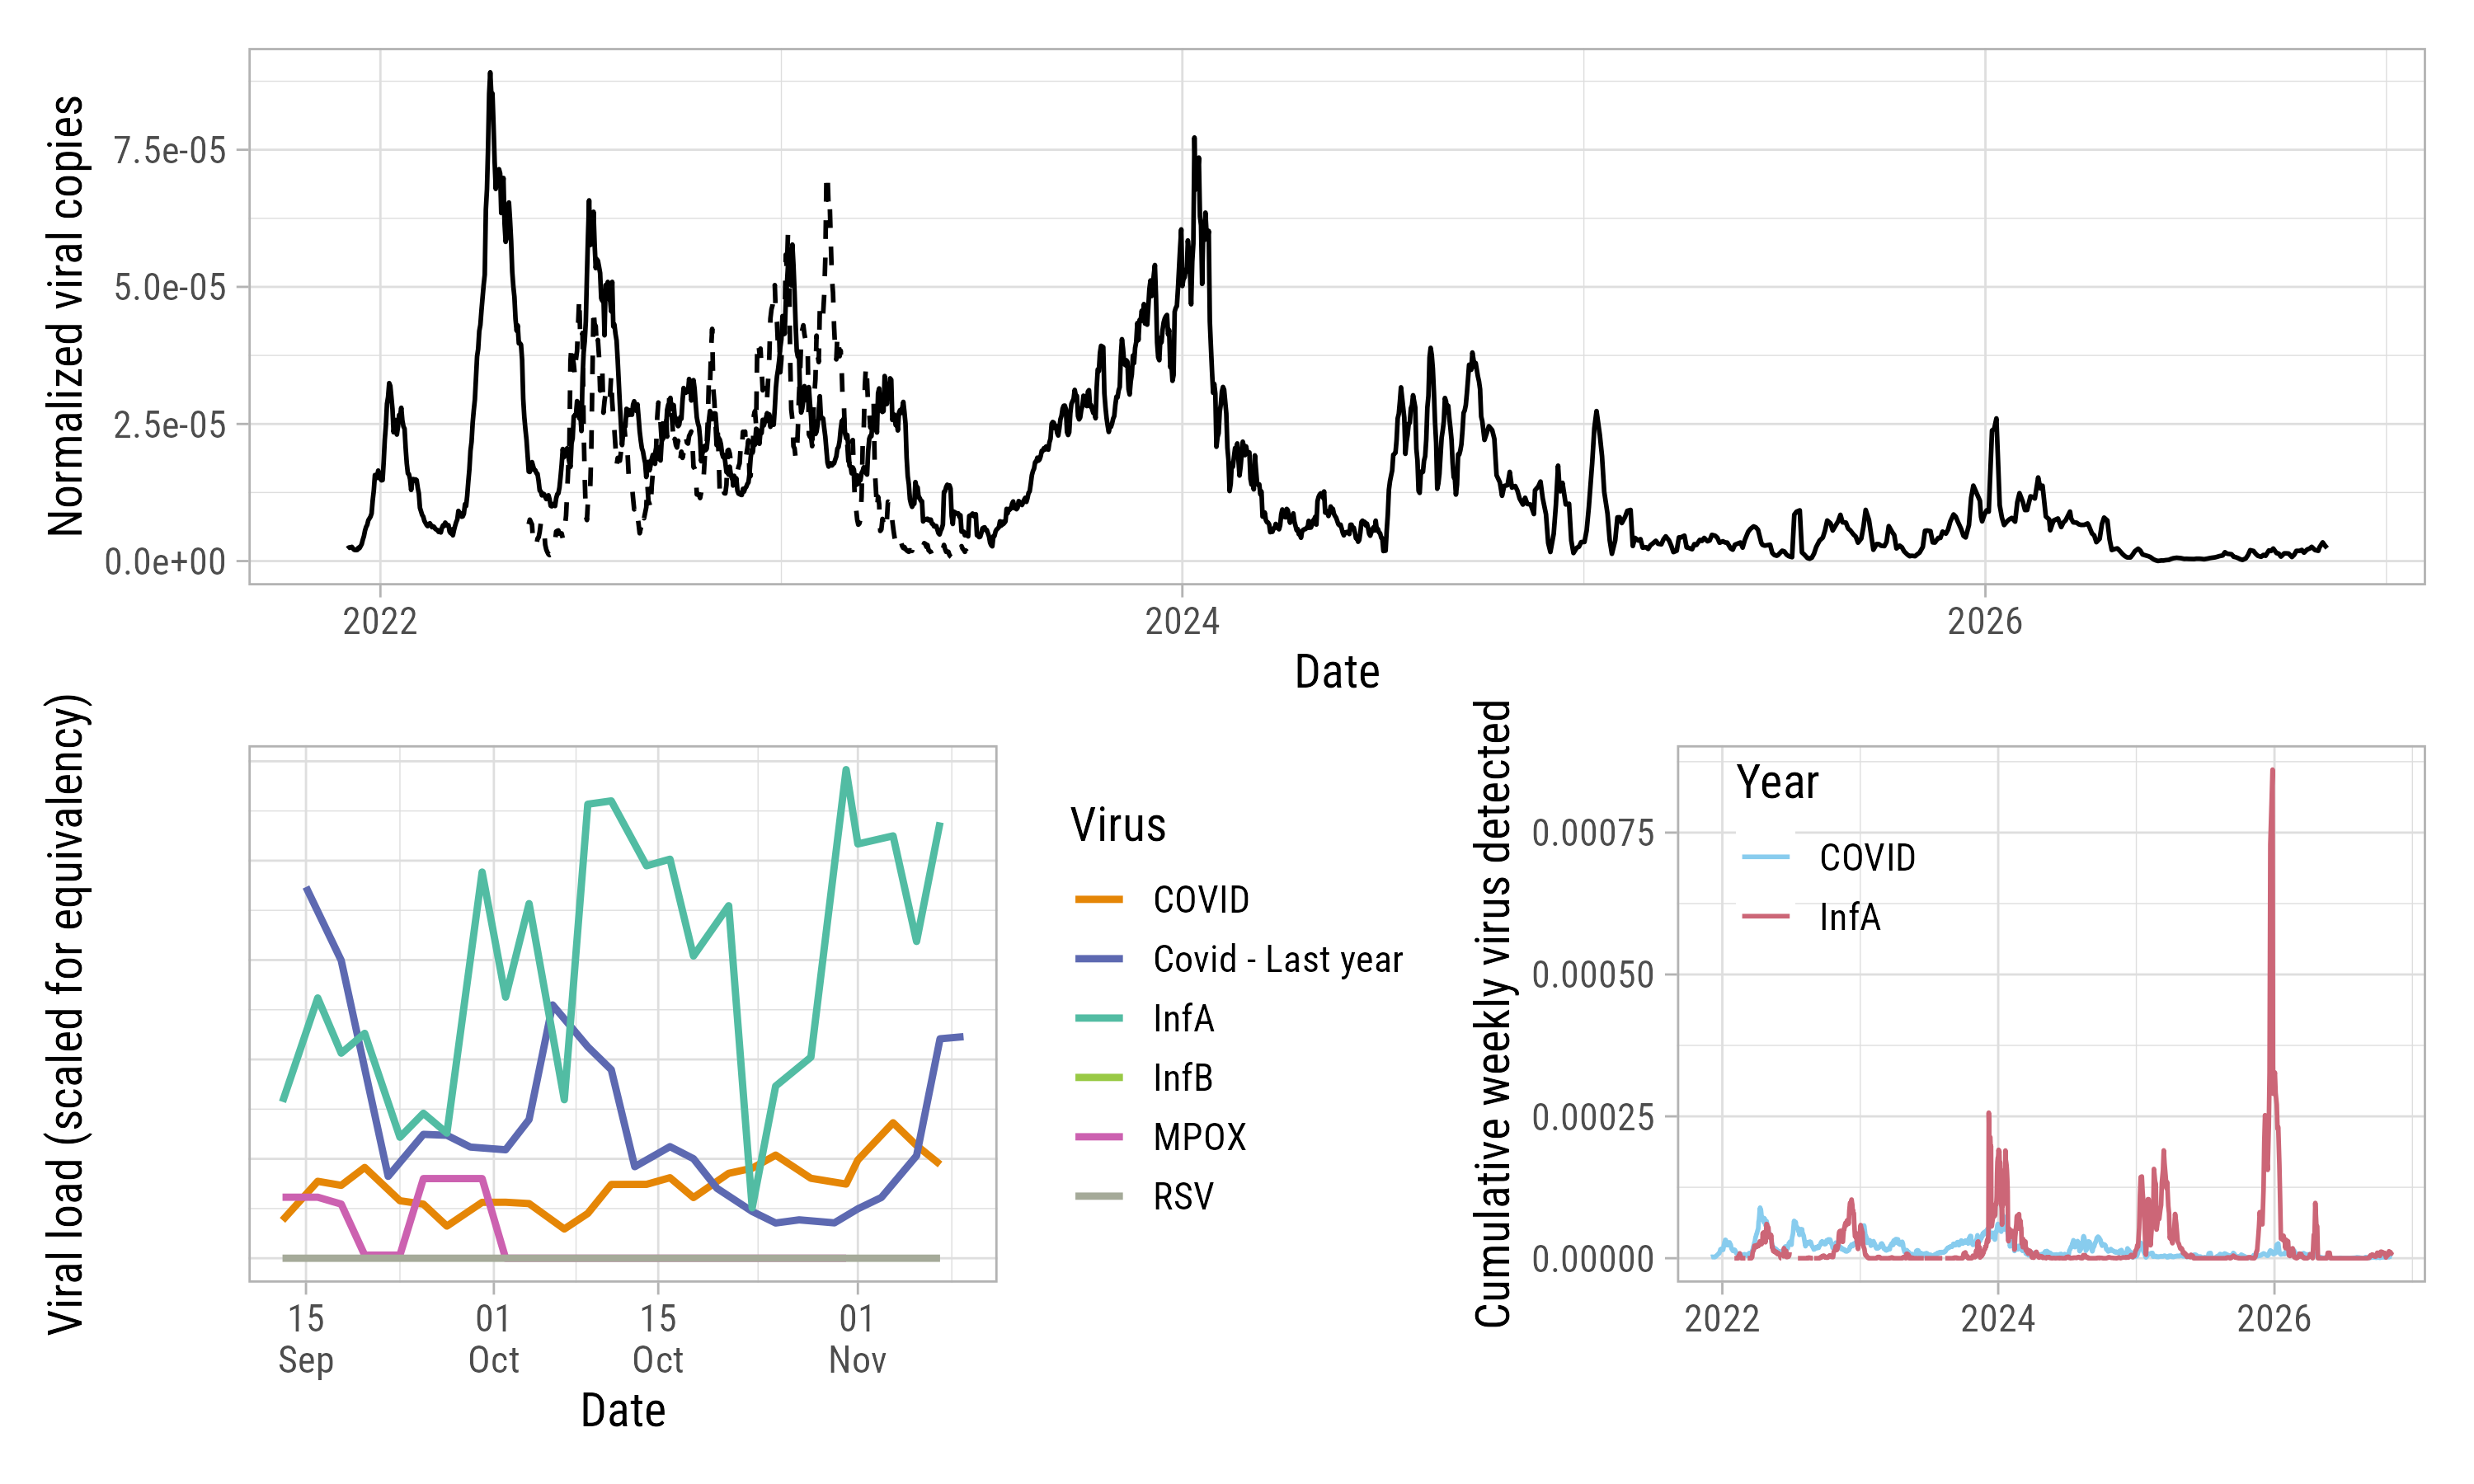 Normalized viral copies
7.5e-05
5.0e-05
2.5e-05
0.0e+00
2022
2024
2026
Date
Viral load (scaled for equivalency)
15
Sep
01
Oct
15
Oct
01
Nov
Date
Virus
COVID
Covid - Last year
InfA
InfB
MPOX
RSV
Cumulative weekly virus detected
0.00075
0.00050
0.00025
0.00000
Year
COVID
InfA
2022
2024
2026